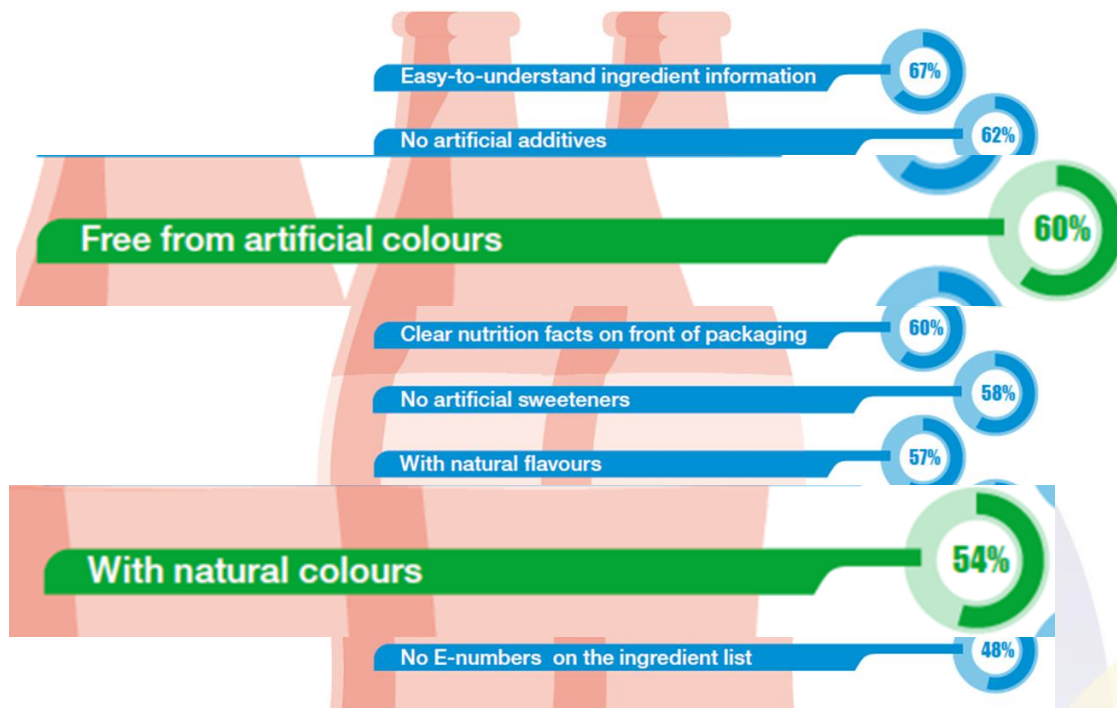 Easy-to-understand ingredient information 67%
No artificial additives 62%
Free from artificial colours 60%
Clear nutrition facts on front of packaging 60%
No artificial sweeteners 58%
With natural flavours 57%
With natural colours 54%
No E-numbers on the ingredient list 48%